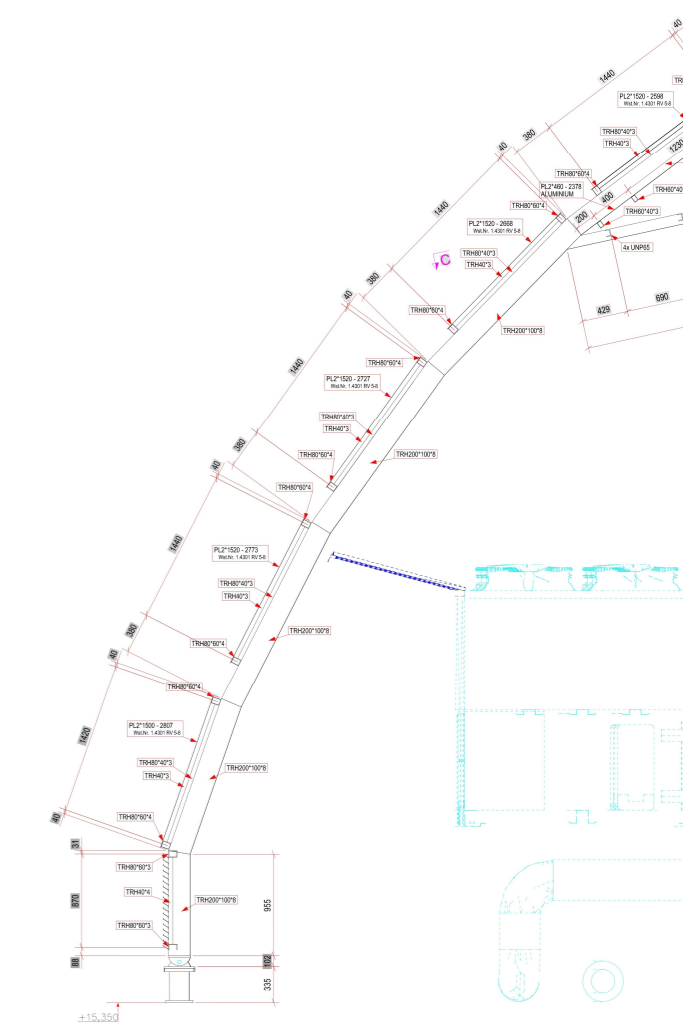 40
1440
TRH
PL2*1520 - 2598
Wst.Nr. 1.4301 RV 5-8
380
TRH80*40*3
TRH40*3
1230
40
TRH80*60*4
PL2*460 - 2378
ALUMINIUM
TRH60*40
400
TRH80*60*4
200
TRH60*40*3
1440
PL2*1520 - 2668
Wst.Nr. 1.4301 RV 5-8
4x UNP65
C
TRH80*40*3
TRH40*3
380
40
690
429
TRH80*60*4
TRH200*100*8
TRH80*60*4
1440
PL2*1520 - 2727
Wst.Nr. 1.4301 RV 5-8
TRH80*40*3
TRH40*3
380
TRH80*60*4
TRH200*100*8
40
TRH80*60*4
1440
PL2*1520 - 2773
Wst.Nr. 1.4301 RV 5-8
TRH80*40*3
TRH40*3
380
TRH200*100*8
TRH80*60*4
40
TRH80*60*4
PL2*1500 - 2807
Wst.Nr. 1.4301 RV 5-8
1420
TRH80*40*3
TRH200*100*8
TRH40*3
40
TRH80*60*4
31
TRH80*60*3
TRH40*4
870
TRH200*100*8
955
TRH80*60*3
88
102
335
+15,350